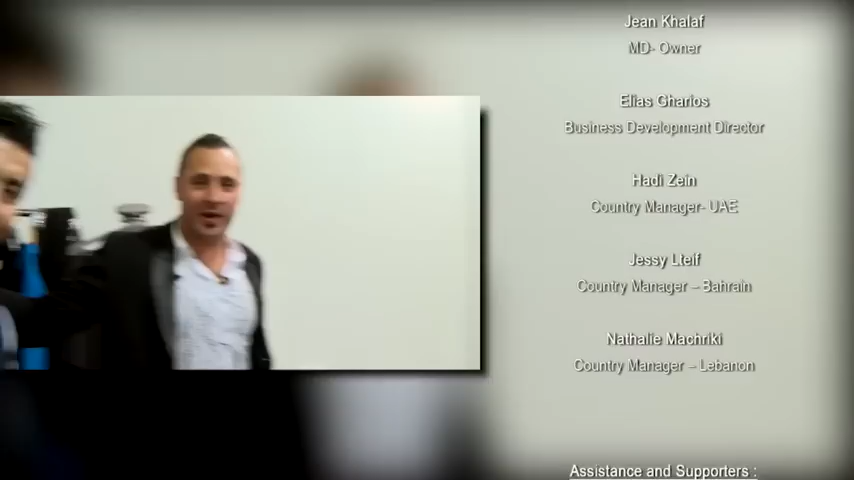 Jean Khalaf
MD- Owner
Elias Gharios
Business Development Director
Hadi Zein
Country Manager- UAE
Jessy Lteif
Country Manager – Bahrain
Nathalie Machriki
Country Manager – Lebanon
Assistance and Supporters :